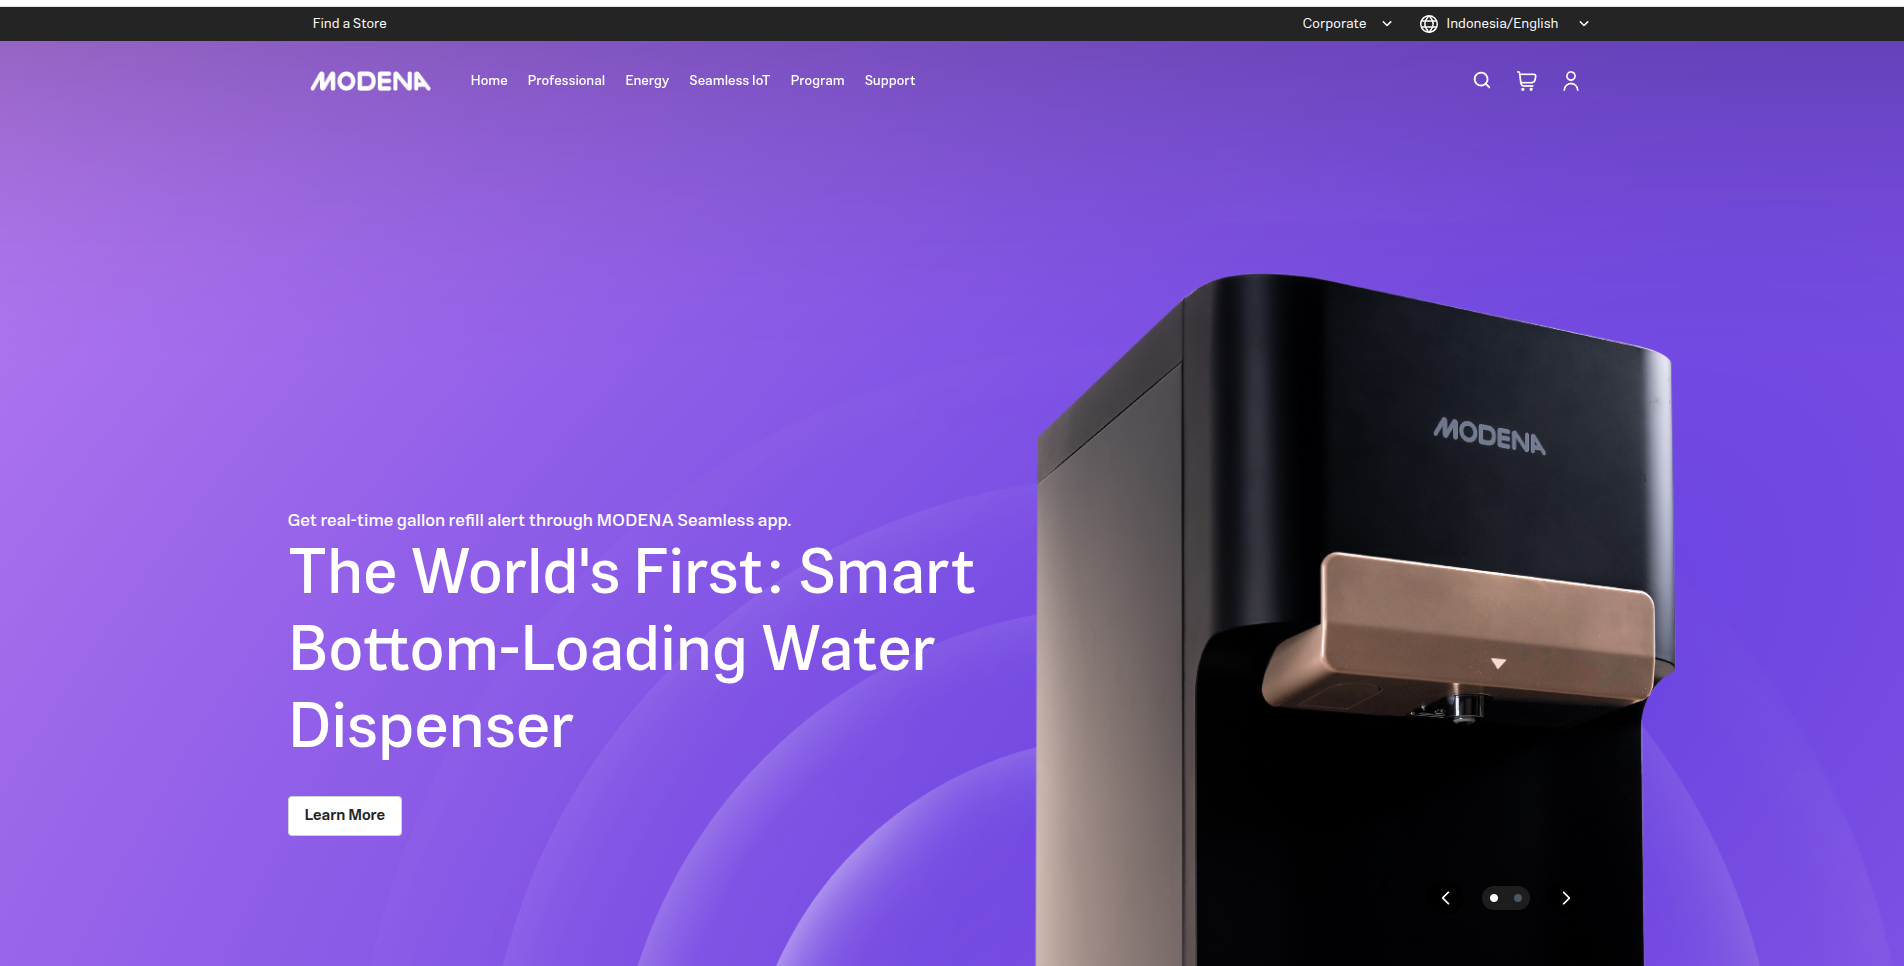 Find a Store
Corporate
Indonesia/English
MODENA
Home
Professional
Energy
Seamless IoT
Program
Support
MODENA
Get real-time gallon refill alert through MODENA Seamless app.
The World's First: Smart
Bottom-Loading Water
Dispenser
Learn More